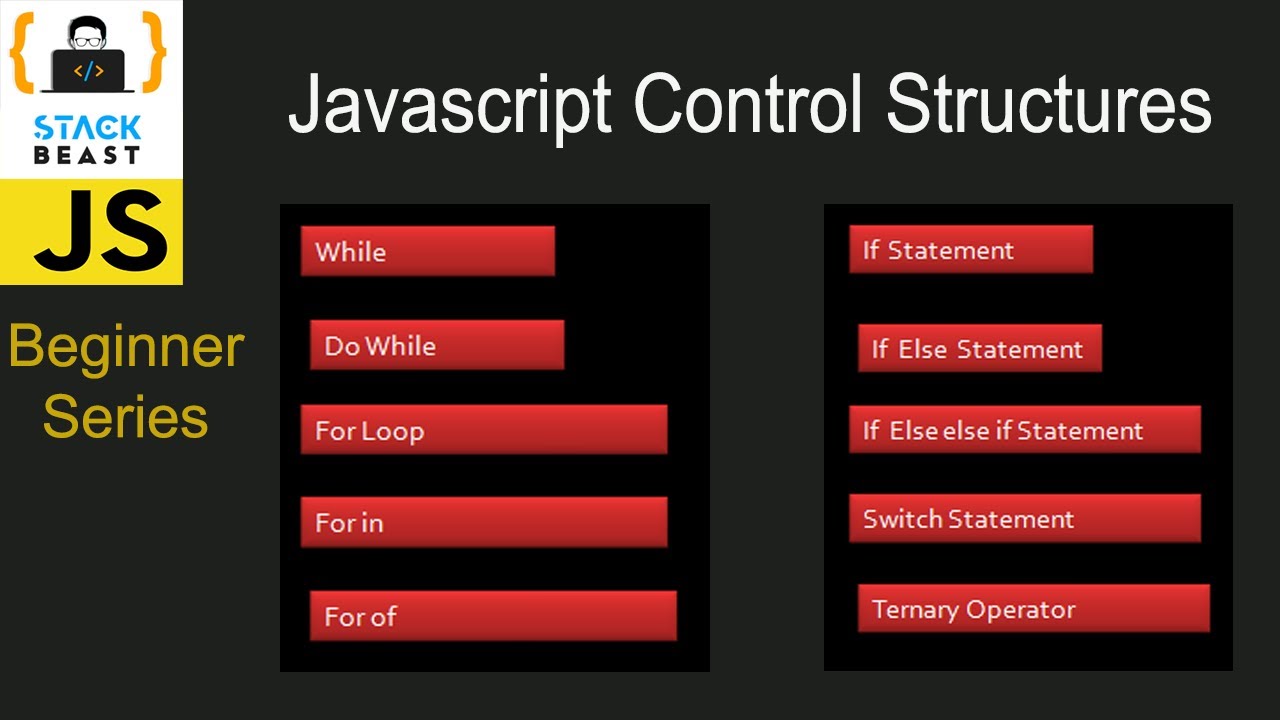 </>
STACK
BEAST
JS
Beginner
Series
Javascript Control Structures
While
Do While
For Loop
For in
For of
If Statement
If Else Statement
If Else else if Statement
Switch Statement
Ternary Operator